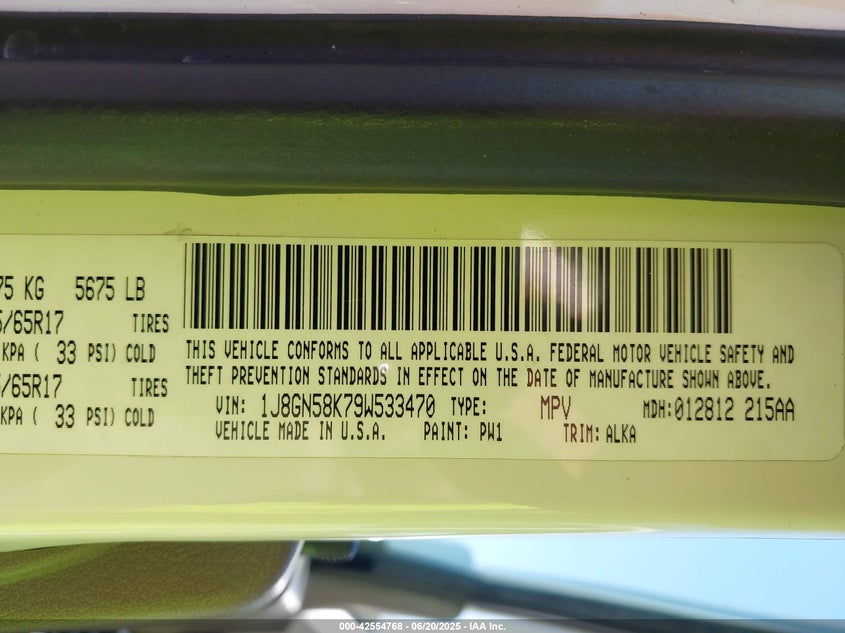 75 KG 5675 LB
5/65R17 TIRES
KPA ( 33 PSI) COLD
5/65R17 TIRES
KPA ( 33 PSI) COLD
THIS VEHICLE CONFORMS TO ALL APPLICABLE U.S.A. FEDERAL MOTOR VEHICLE SAFETY AND
THEFT PREVENTION STANDARDS IN EFFECT ON THE DATE OF MANUFACTURE SHOWN ABOVE.
VIN: 1J8GN58K79W533470 TYPE: MPV MDH:012812 215AA
VEHICLE MADE IN U.S.A. PAINT: PW1 TRIM: ALKA
000-42554768 - 06/20/2025 - IAA Inc.